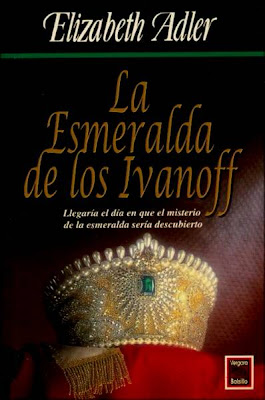 Elizabeth Adler
La
Esmeralda
de los Ivanoff
Llegaría el día en que el misterio
de la esmeralda sería descubierto
Vergara
Bolsillo